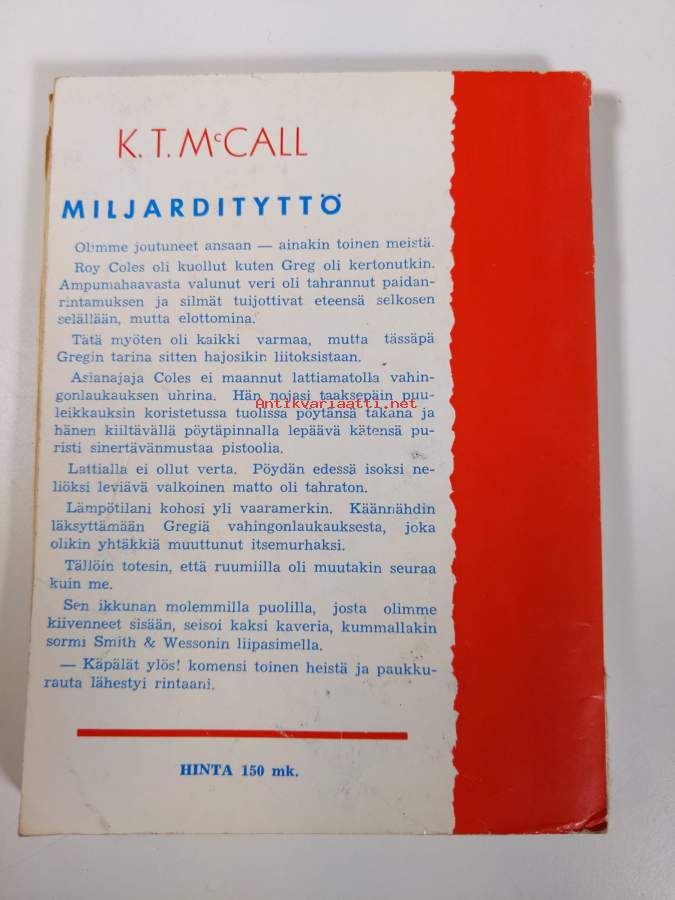 K. T. McCALL
MILJARDITYTTÖ
Olimme joutuneet ansaan — ainakin toinen meistä.
Roy Coles oli kuollut kuten Greg oli kertonutkin.
Ampumahaavasta valunut veri oli tahrannut paidan-
rintamuksen ja silmät tuijottivat eteensä selkosen
selällään, mutta elottomina.
Tätä myöten oli kaikki varmaa, mutta tässäpä
Gregin tarina sitten hajosikin liitoksistaan.
Asianajaja Coles ei maannut lattiamatolla vahin-
gonlaukauksen uhrina. Hän nojasi taaksepäin puu-
leikkauksin koristetussa tuolissa pöytänsä takana ja
Antikvariaatti.net
hänen kiiltävällä pöytäpinnalla lepäävä kätensä pu-
risti sinertävänmustaa pistoolia.
Lattialla ei ollut verta. Pöydän edessä isoksi ne-
liöksi leviävä valkoinen matto oli tahraton.
Lämpötilani kohosi yli vaaramerkin. Käännähdin
läksyttämään Gregiä vahingonlaukauksesta, joka
olikin yhtäkkiä muuttunut itsemurhaksi.
Tällöin totesin, että ruumiilla oli muutakin seuraa
kuin me.
Sen ikkunan molemmilla puolilla, josta olimme
kiivenneet sisään, seisoi kaksi kaveria, kummallakin
sormi Smith & Wessonin liipasimella.
— Käpälät ylös! komensi toinen heistä ja paukku-
rauta lähestyi rintaani.
HINTA 150 mk.